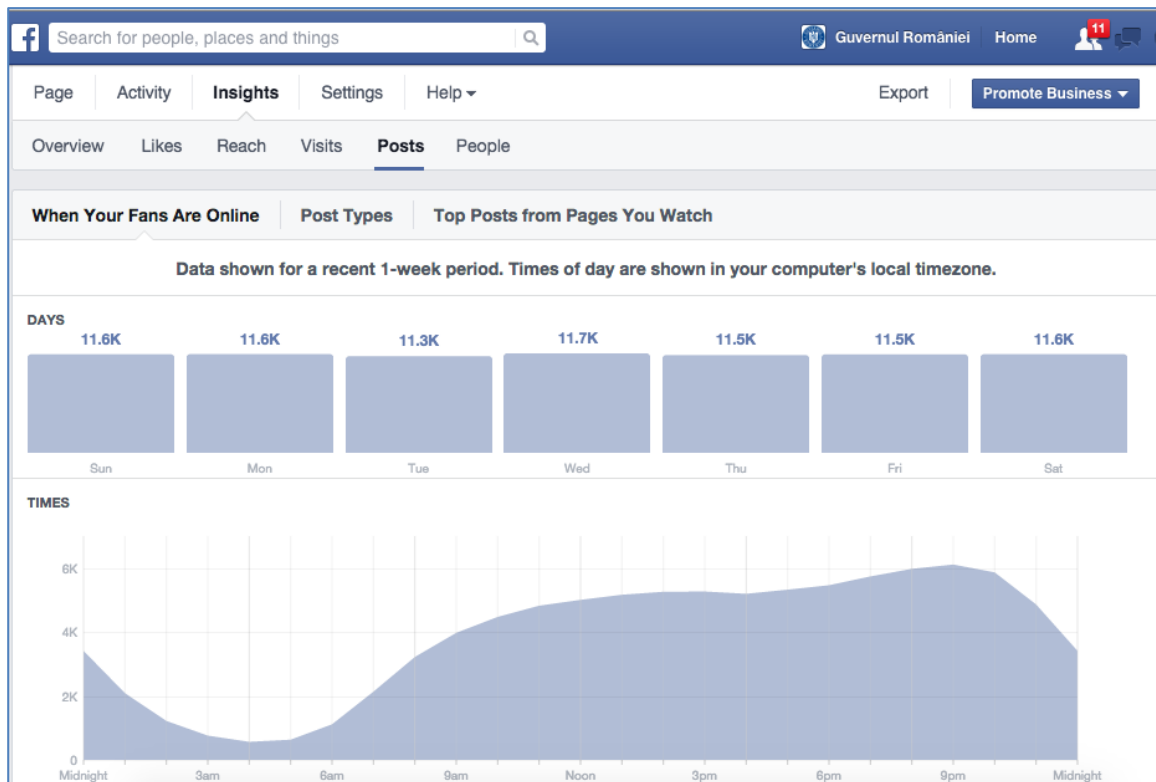 f Search for people, places and things Guvernul României Home 11
Page Activity Insights Settings Help Export Promote Business
Overview Likes Reach Visits Posts People
When Your Fans Are Online Post Types Top Posts from Pages You Watch
Data shown for a recent 1-week period. Times of day are shown in your computer's local timezone.
DAYS
11.6K 11.6K 11.3K 11.7K 11.5K 11.5K 11.6K
Sun Mon Tue Wed Thu Fri Sat
TIMES
6K
4K
2K
0
Midnight 3am 6am 9am Noon 3pm 6pm 9pm Midnight